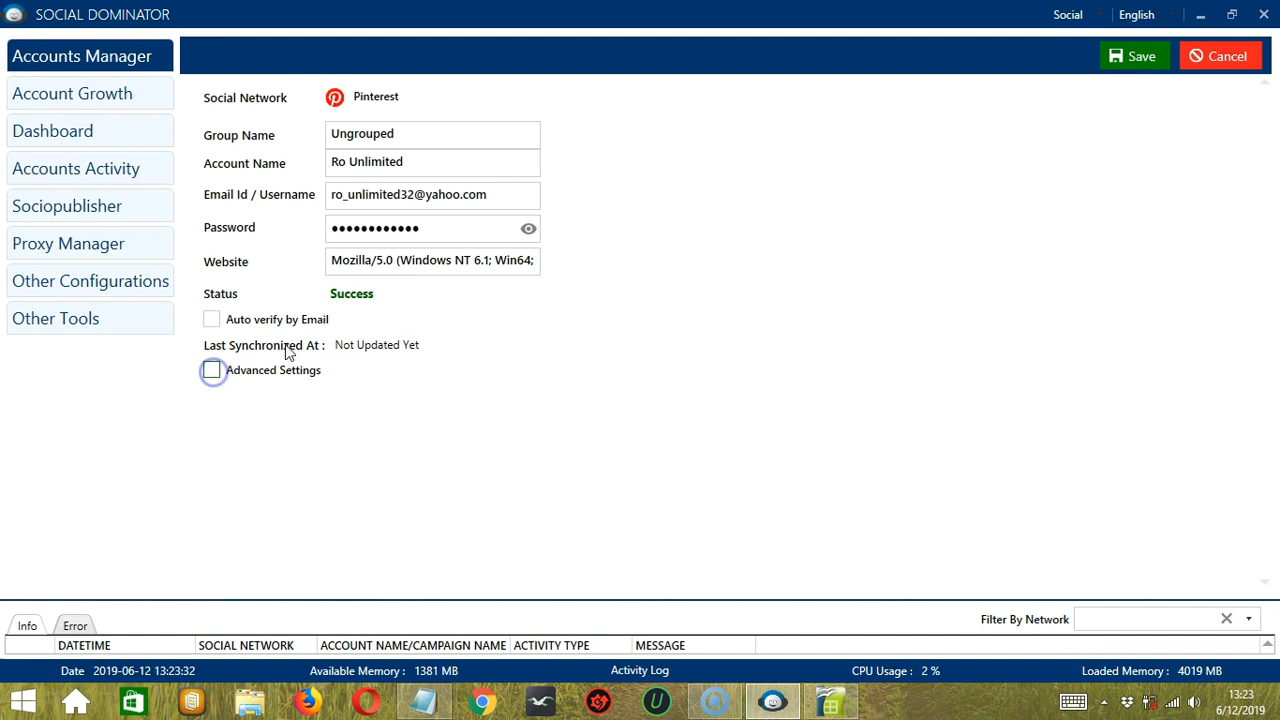 SOCIAL DOMINATOR
Social
English
Accounts Manager
Save
Cancel
Account Growth
Dashboard
Accounts Activity
Sociopublisher
Proxy Manager
Other Configurations
Other Tools
Social Network
Pinterest
Group Name
Ungrouped
Account Name
Ro Unlimited
Email Id / Username
ro_unlimited32@yahoo.com
Password
••••••••••••
Website
Mozilla/5.0 (Windows NT 6.1; Win64;
Status
Success
Auto verify by Email
Last Synchronized At :
Not Updated Yet
Advanced Settings
Info
Error
Filter By Network
DATETIME
SOCIAL NETWORK
ACCOUNT NAME/CAMPAIGN NAME
ACTIVITY TYPE
MESSAGE
Date 2019-06-12 13:23:32
Available Memory : 1381 MB
Activity Log
CPU Usage : 2 %
Loaded Memory : 4019 MB
13:23
6/12/2019